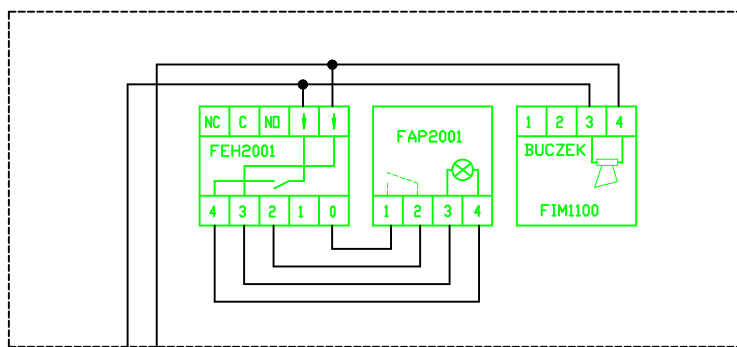 NC C NO
1 2 3 4
FAP2001
FEH2001
BUCZEK
4 3 2 1 0
1 2 3 4
FIM1100